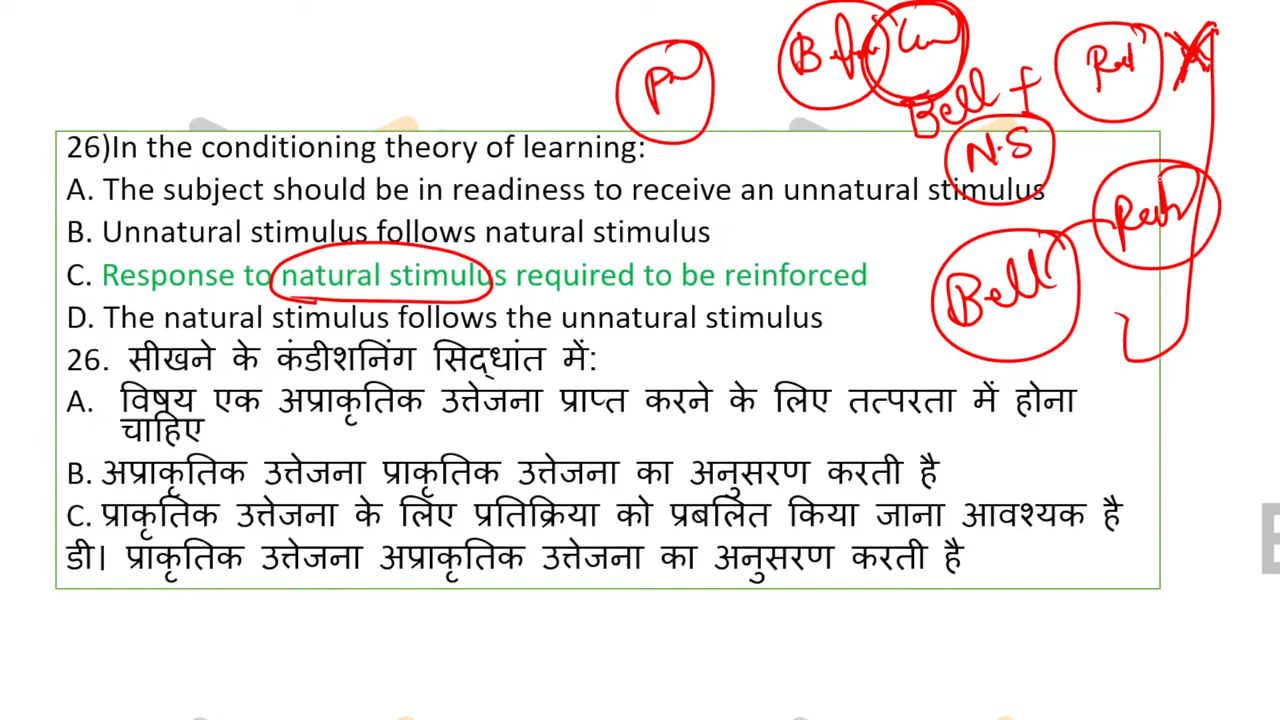 Bell +
N.S
Bell
26)In the conditioning theory of learning:
A. The subject should be in readiness to receive an unnatural stimulus
B. Unnatural stimulus follows natural stimulus
C. Response to natural stimulus required to be reinforced
D. The natural stimulus follows the unnatural stimulus
26. सीखने के कंडीशनिंग सिद्धांत में:
A. विषय एक अप्राकृतिक उत्तेजना प्राप्त करने के लिए तत्परता में होना
चाहिए
B. अप्राकृतिक उत्तेजना प्राकृतिक उत्तेजना का अनुसरण करती है
C. प्राकृतिक उत्तेजना के लिए प्रतिक्रिया को प्रबलित किया जाना आवश्यक है
डी। प्राकृतिक उत्तेजना अप्राकृतिक उत्तेजना का अनुसरण करती है